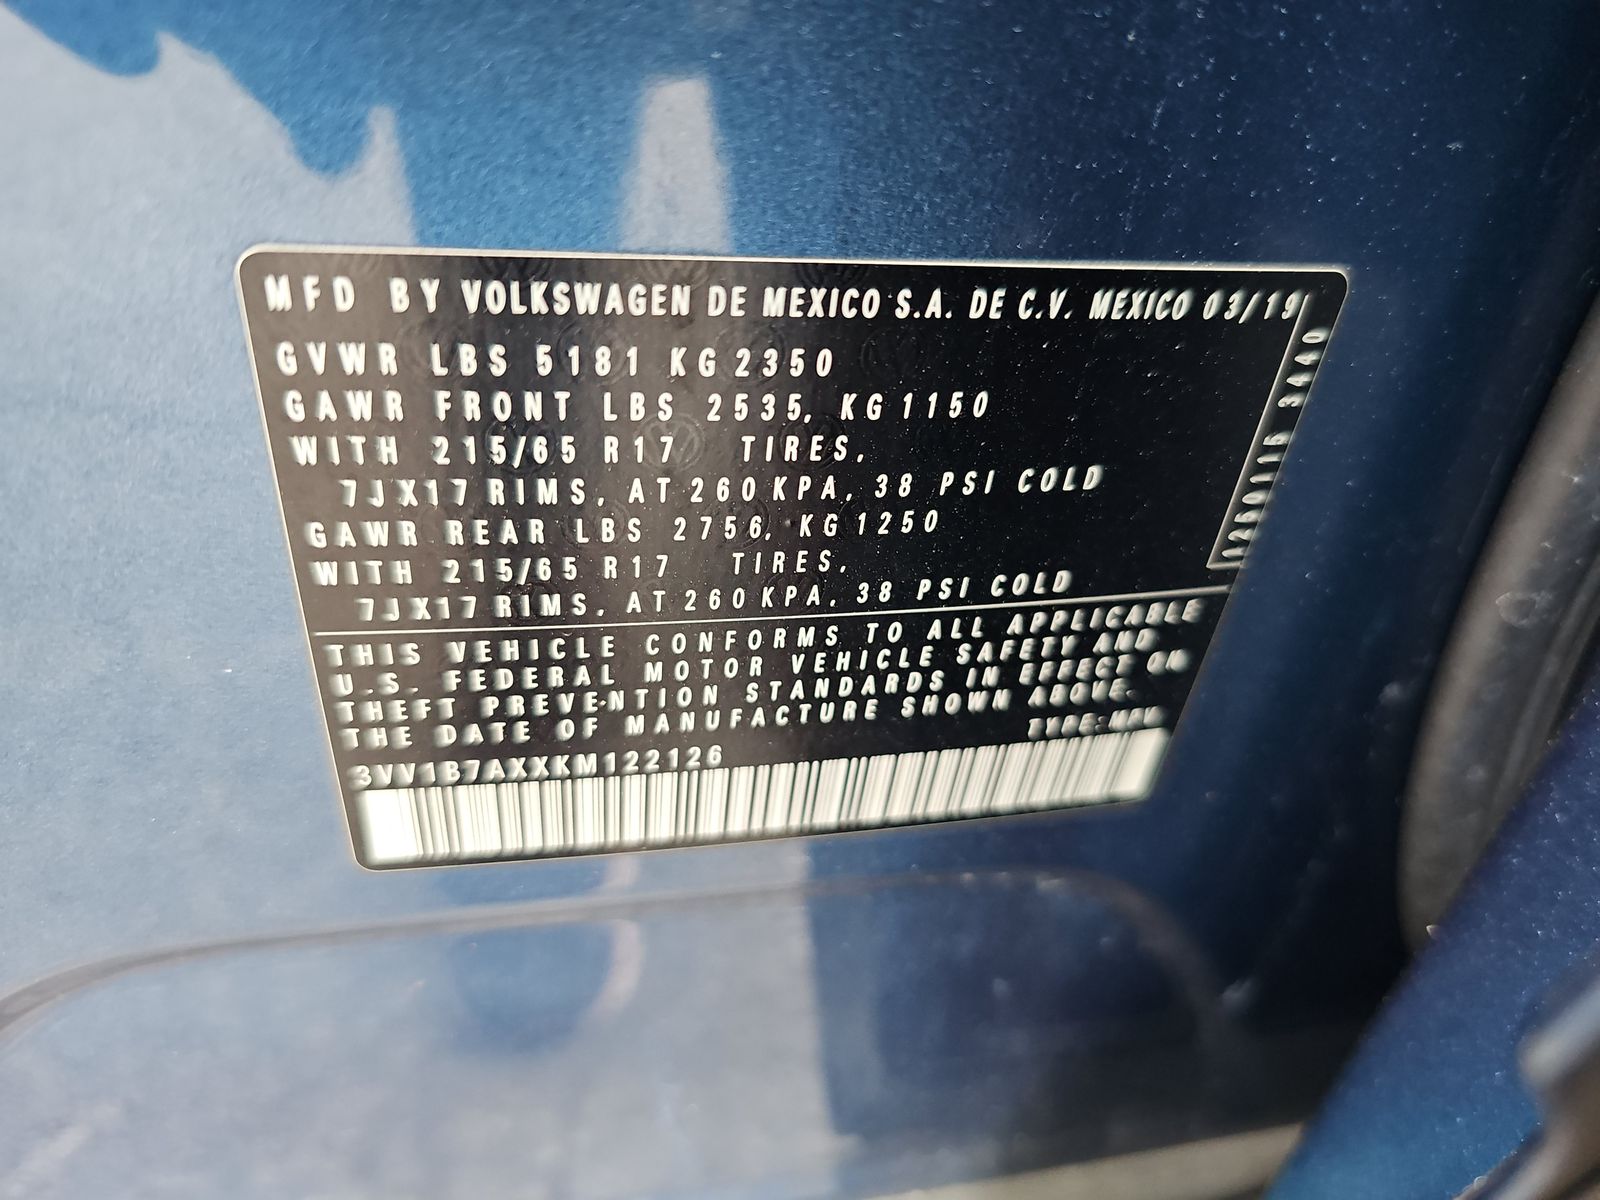 MFD BY VOLKSWAGEN DE MEXICO S.A. DE C.V. MEXICO 03/19
GVWR LBS 5181 KG 2350
GAWR FRONT LBS 2535, KG 1150
WITH 215/65 R17 TIRES,
7JX17 RIMS, AT 260 KPA, 38 PSI COLD
GAWR REAR LBS 2756, KG 1250
WITH 215/65 R17 TIRES,
7JX17 RIMS, AT 260 KPA, 38 PSI COLD
THIS VEHICLE CONFORMS TO ALL APPLICABLE
U.S. FEDERAL MOTOR VEHICLE SAFETY AND
THEFT PREVENTION STANDARDS IN EFFECT ON
THE DATE OF MANUFACTURE SHOWN ABOVE.
TYPE:MPV
3VV1B7AXXKM122126